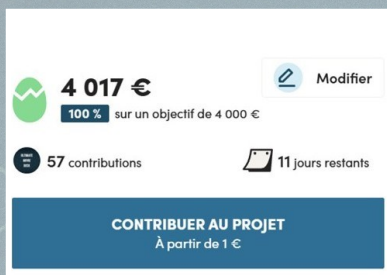 4 017 €
Modifier
100 % sur un objectif de 4 000 €
57 contributions
11 jours restants
CONTRIBUER AU PROJET
À partir de 1 €